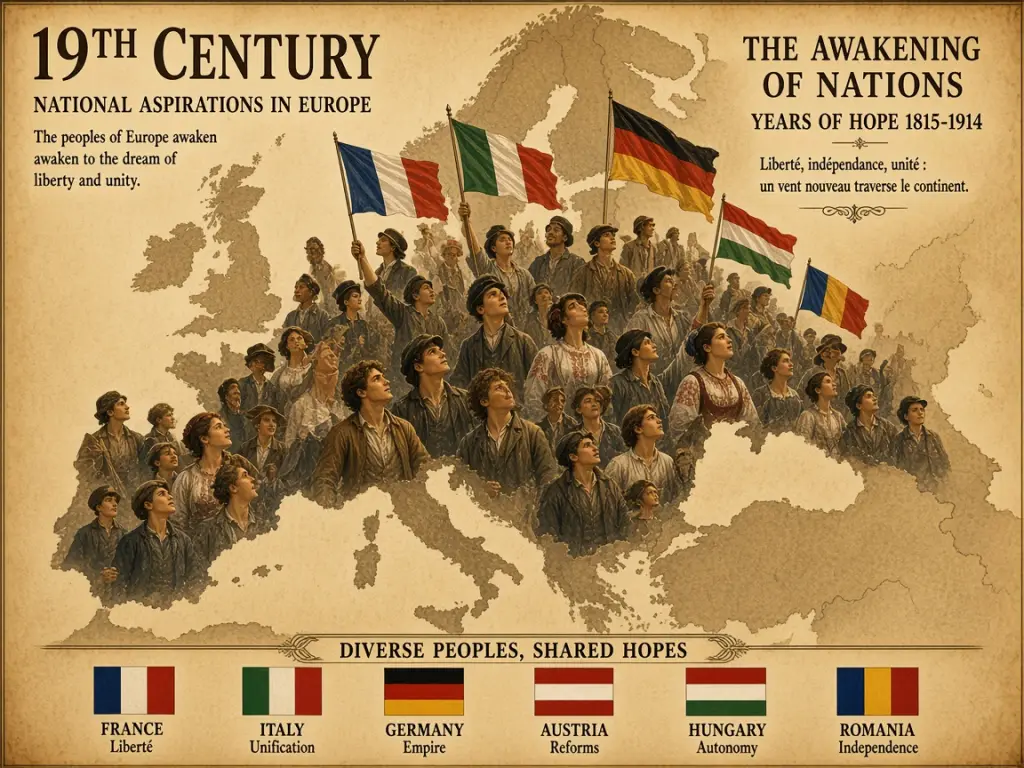 19TH CENTURY
NATIONAL ASPIRATIONS IN EUROPE
The peoples of Europe awaken
awaken to the dream of
liberty and unity.
THE AWAKENING
OF NATIONS
YEARS OF HOPE 1815-1914
Liberté, indépendance, unité :
un vent nouveau traverse le continent.
DIVERSE PEOPLES, SHARED HOPES
FRANCE
Liberté
ITALY
Unification
GERMANY
Empire
AUSTRIA
Reforms
HUNGARY
Autonomy
ROMANIA
Independence